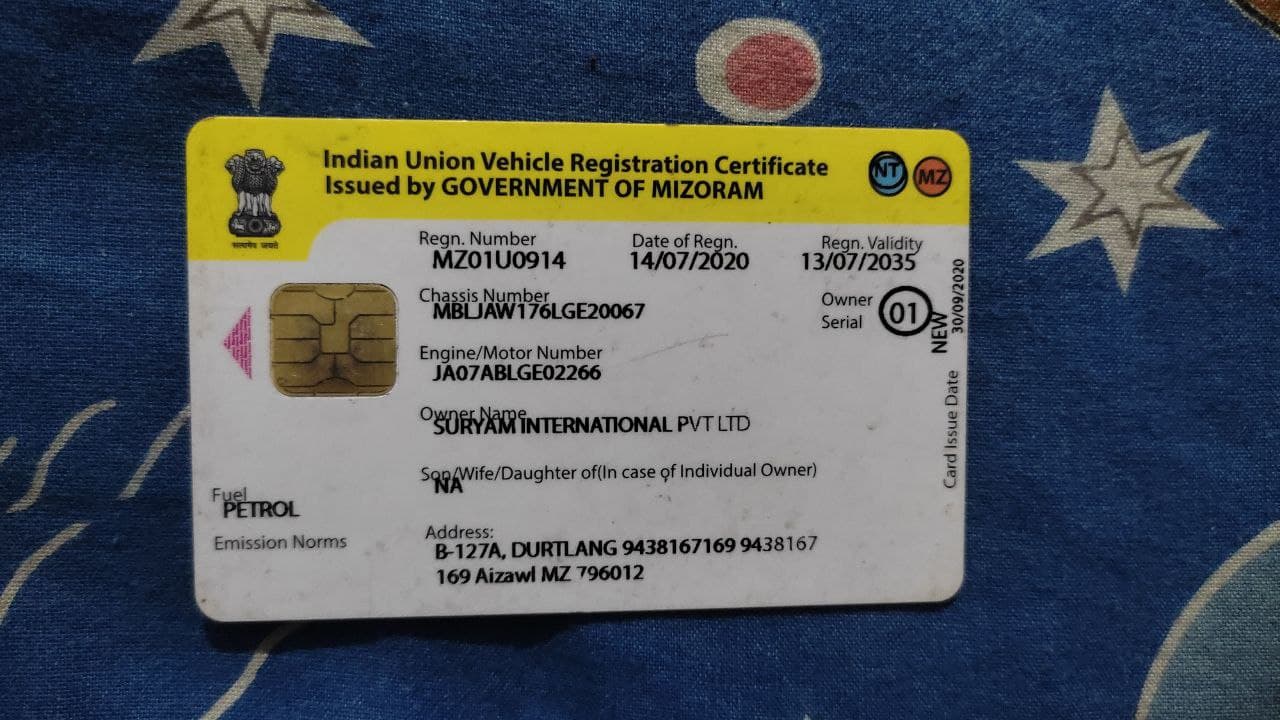 Indian Union Vehicle Registration Certificate
Issued by GOVERNMENT OF MIZORAM
NT MZ
सत्यमेव जयते
Regn. Number Date of Regn. Regn. Validity
MZ01U0914 14/07/2020 13/07/2035
Chassis Number
MBLJAW176LGE20067
Owner Serial 01
NEW
Card Issue Date 30/09/2020
Engine/Motor Number
JA07ABLGE02266
Owner Name
SURYAM INTERNATIONAL PVT LTD
Son/Wife/Daughter of(In case of Individual Owner)
NA
Fuel
PETROL
Emission Norms
Address:
B-127A, DURTLANG 9438167169 9438167
169 Aizawl MZ 796012